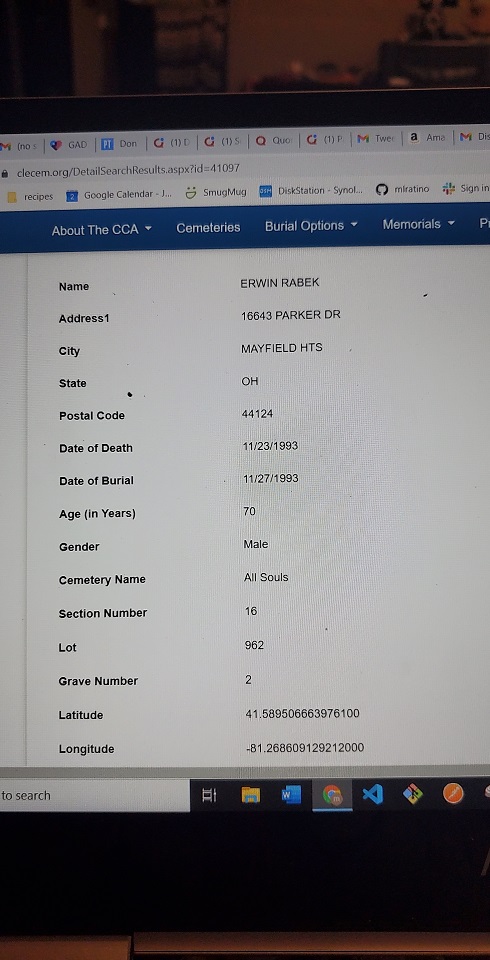 (no s GAD PT Don (1) D (1) S Quo (1) P Twe a Ama Dis
clecem.org/DetailSearchResults.aspx?id=41097
recipes Google Calendar - J... SmugMug DSM DiskStation - Synol... mlratino Sign in
About The CCA Cemeteries Burial Options Memorials
Name ERWIN RABEK
Address1 16643 PARKER DR
City MAYFIELD HTS
State OH
Postal Code 44124
Date of Death 11/23/1993
Date of Burial 11/27/1993
Age (in Years) 70
Gender Male
Cemetery Name All Souls
Section Number 16
Lot 962
Grave Number 2
Latitude 41.589506663976100
Longitude -81.268609129212000
to search